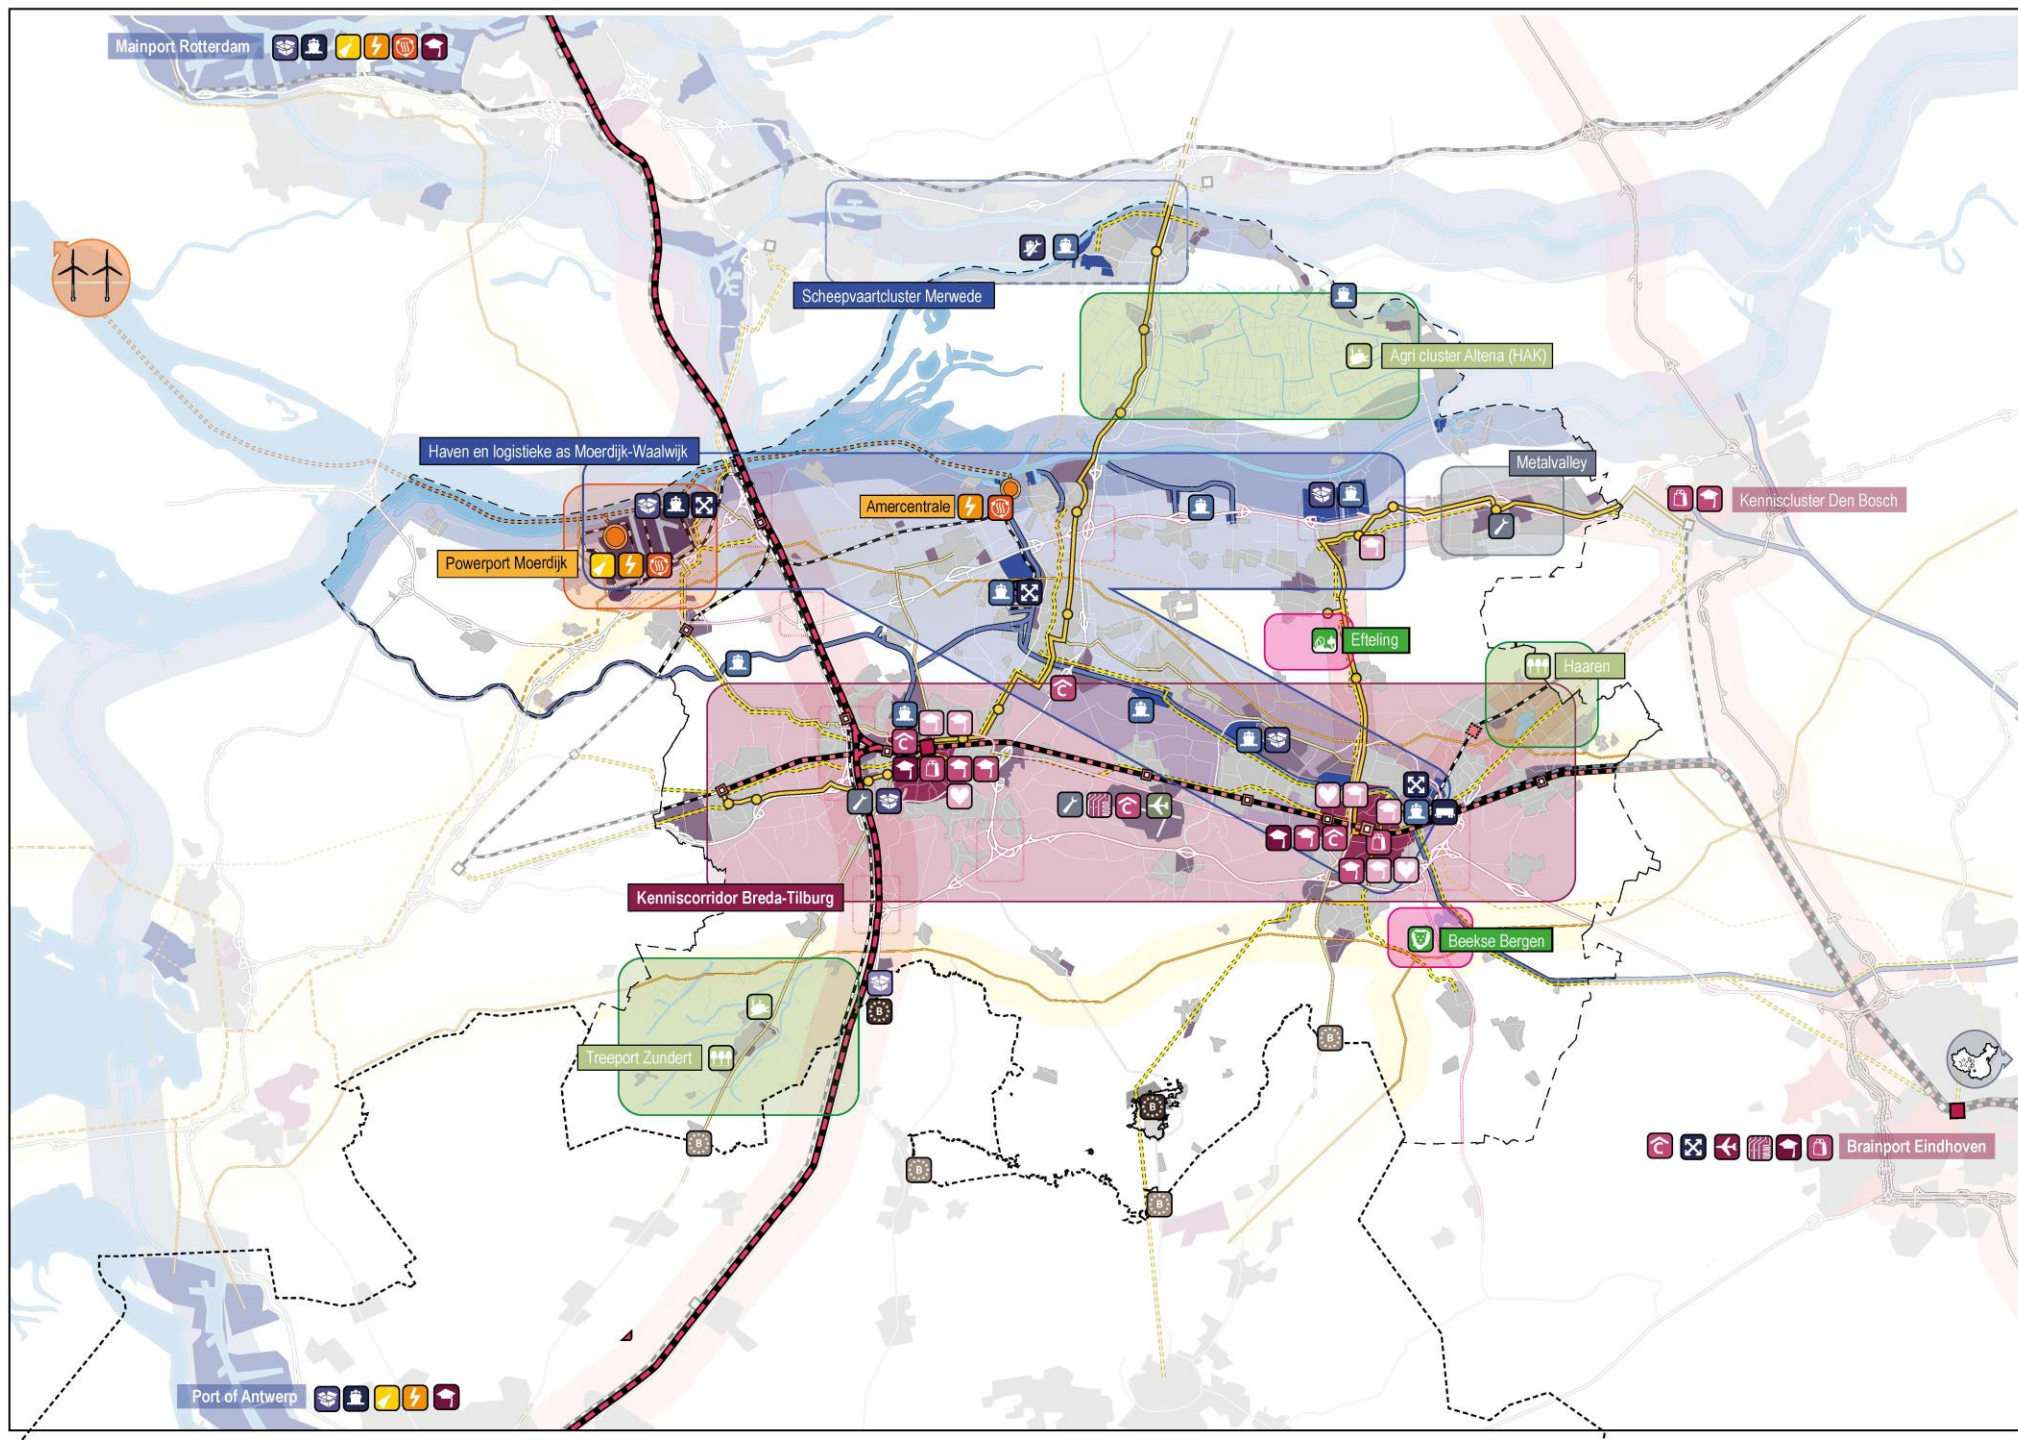 Mainport Rotterdam
Scheepvaartcluster Merwede
Agri cluster Altena (HAK)
Haven en logistieke as Moerdijk-Waalwijk
Metalvalley
Kenniscluster Den Bosch
Amercentrale
Powerport Moerdijk
Efteling
Haaren
C
C
C
C
Kenniscorridor Breda-Tilburg
Beekse Bergen
B
Treeport Zundert
B
B
B
B
C
Brainport Eindhoven
B
B
Port of Antwerp